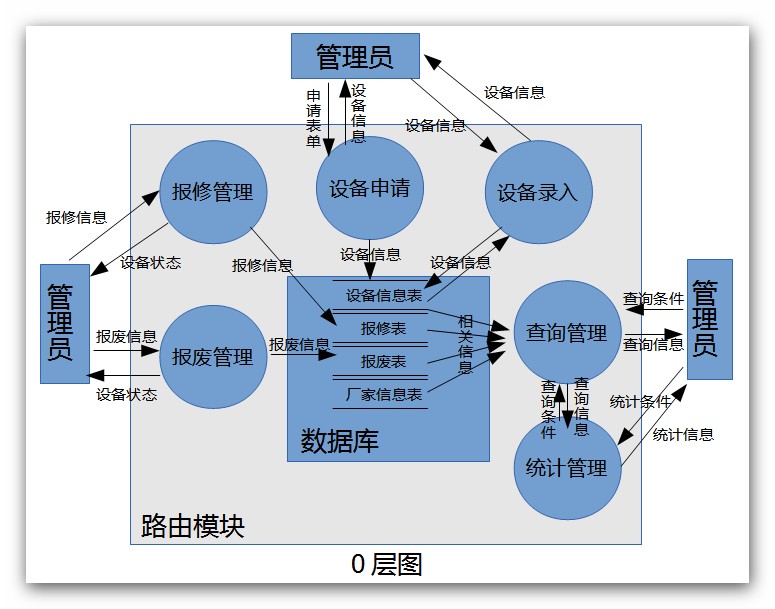 管理员
申请表单
设备信息
设备信息
设备信息
报修管理
设备申请
设备录入
报修信息
设备状态
报修信息
设备信息
设备信息
管理员
设备信息表
报修表
报废表
厂家信息表
相关信息
数据库
查询管理
查询条件
查询信息
管理员
报废信息
报废管理
报废信息
设备状态
查询条件
查询信息
统计条件
统计信息
统计管理
路由模块
0 层图